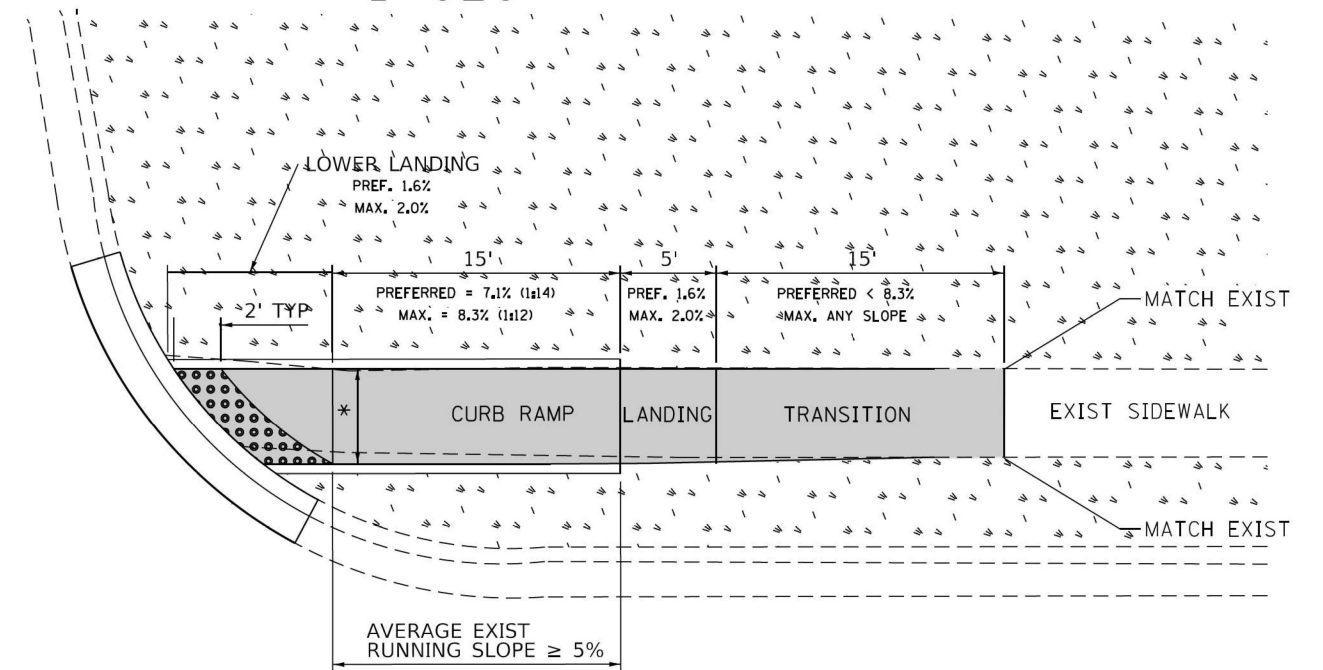 LOWER LANDING
PREF. 1.6%
MAX. 2.0%
15'
5'
15'
PREFERRED = 7.1% (1:14)
MAX. = 8.3% (1:12)
PREF. 1.6%
MAX. 2.0%
PREFERRED < 8.3%
MAX. ANY SLOPE
MATCH EXIST
2' TYP
*
CURB RAMP
LANDING
TRANSITION
EXIST SIDEWALK
MATCH EXIST
AVERAGE EXIST
RUNNING SLOPE ≥ 5%